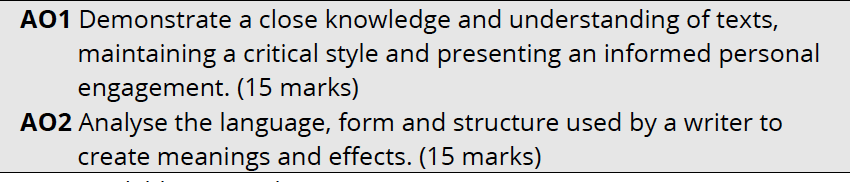 AO1 Demonstrate a close knowledge and understanding of texts,
maintaining a critical style and presenting an informed personal
engagement. (15 marks)
AO2 Analyse the language, form and structure used by a writer to
create meanings and effects. (15 marks)